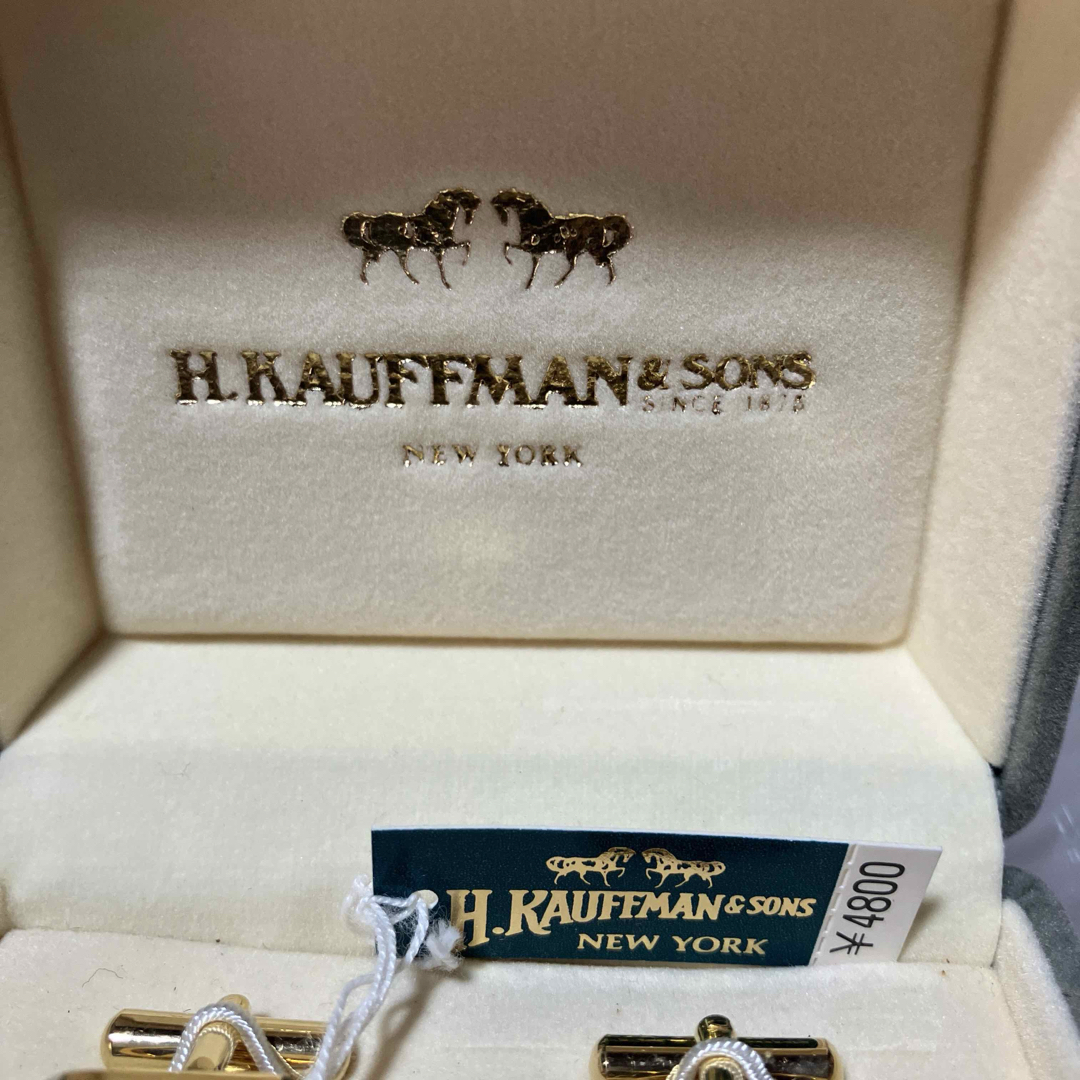 H. KAUFFMAN & SONS
SINCE 1875
NEW YORK
H. KAUFFMAN & SONS
NEW YORK
¥4800